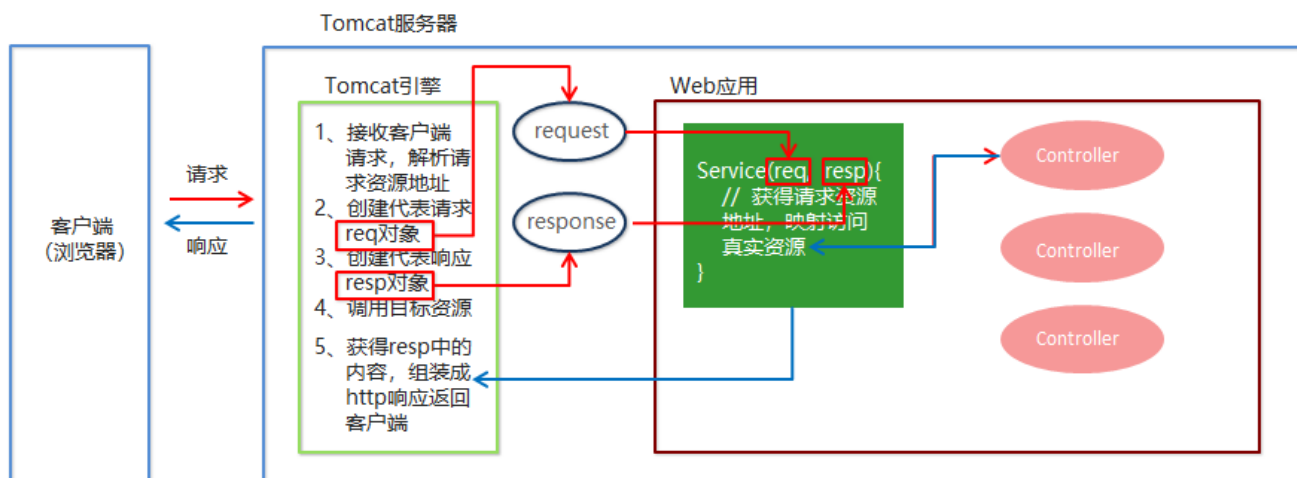 Tomcat服务器
Tomcat引擎
Web应用
客户端
（浏览器）
请求
响应
1、接收客户端
请求，解析请
求资源地址
2、创建代表请求
req对象
3、创建代表响应
resp对象
4、调用目标资源
5、获得resp中的
内容，组装成
http响应返回
客户端
request
response
Service(req, resp){
// 获得请求资源
地址，映射访问
真实资源
}
Controller
Controller
Controller